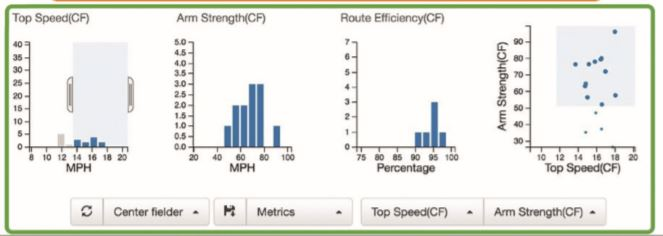 Top Speed(CF)
40
35
30
25
20
15
10
5
0
8 10 12 14 16 18 20
MPH
Arm Strength(CF)
5.0
4.5
4.0
3.5
3.0
2.5
2.0
1.5
1.0
0.5
0.0
20 40 60 80 100
MPH
Route Efficiency(CF)
7
6
5
4
3
2
1
0
75 80 85 90 95 100
Percentage
Arm Strength(CF)
90
80
70
60
50
40
30
10 12 14 16 18 20
Top Speed(CF)
Center fielder Metrics Top Speed(CF) Arm Strength(CF)